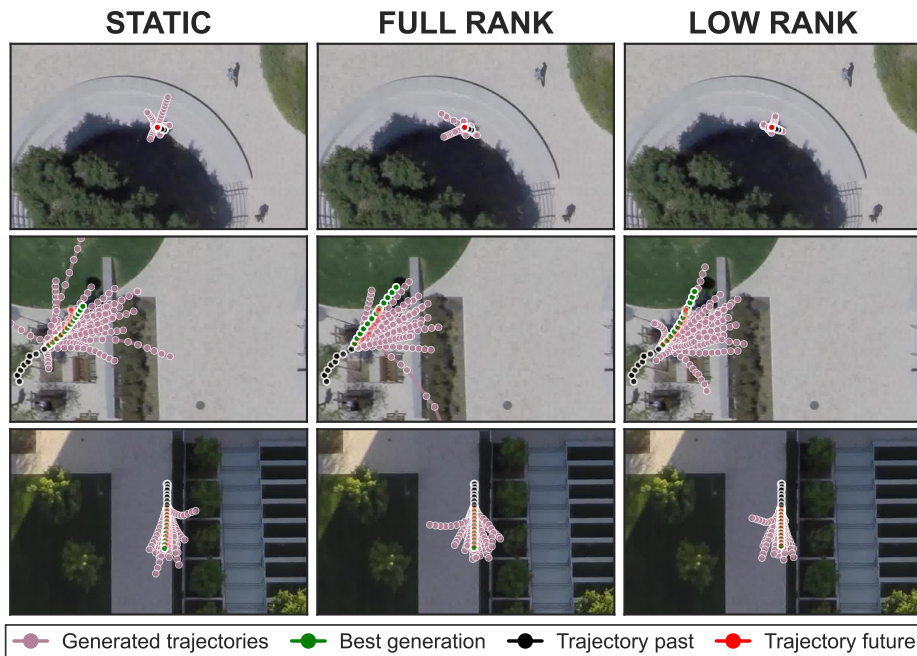 STATIC FULL RANK LOW RANK
Generated trajectories Best generation Trajectory past Trajectory future